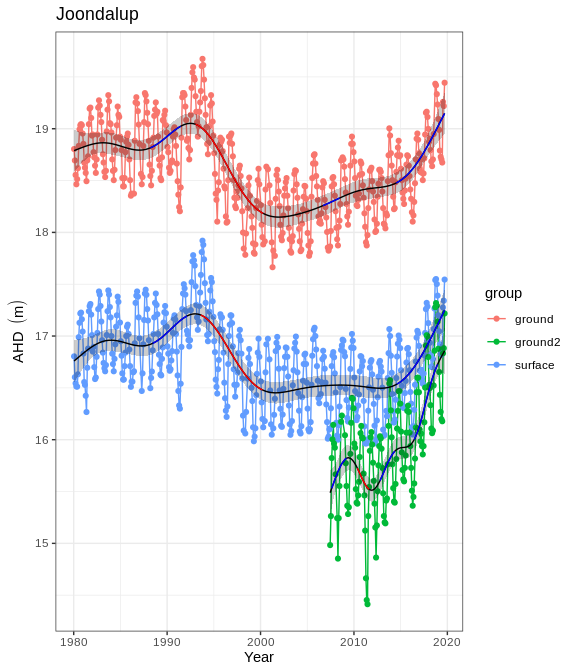 Joondalup
AHD (m)
19
18
17
16
15
1980 1990 2000 2010 2020
Year
group
ground
ground2
surface